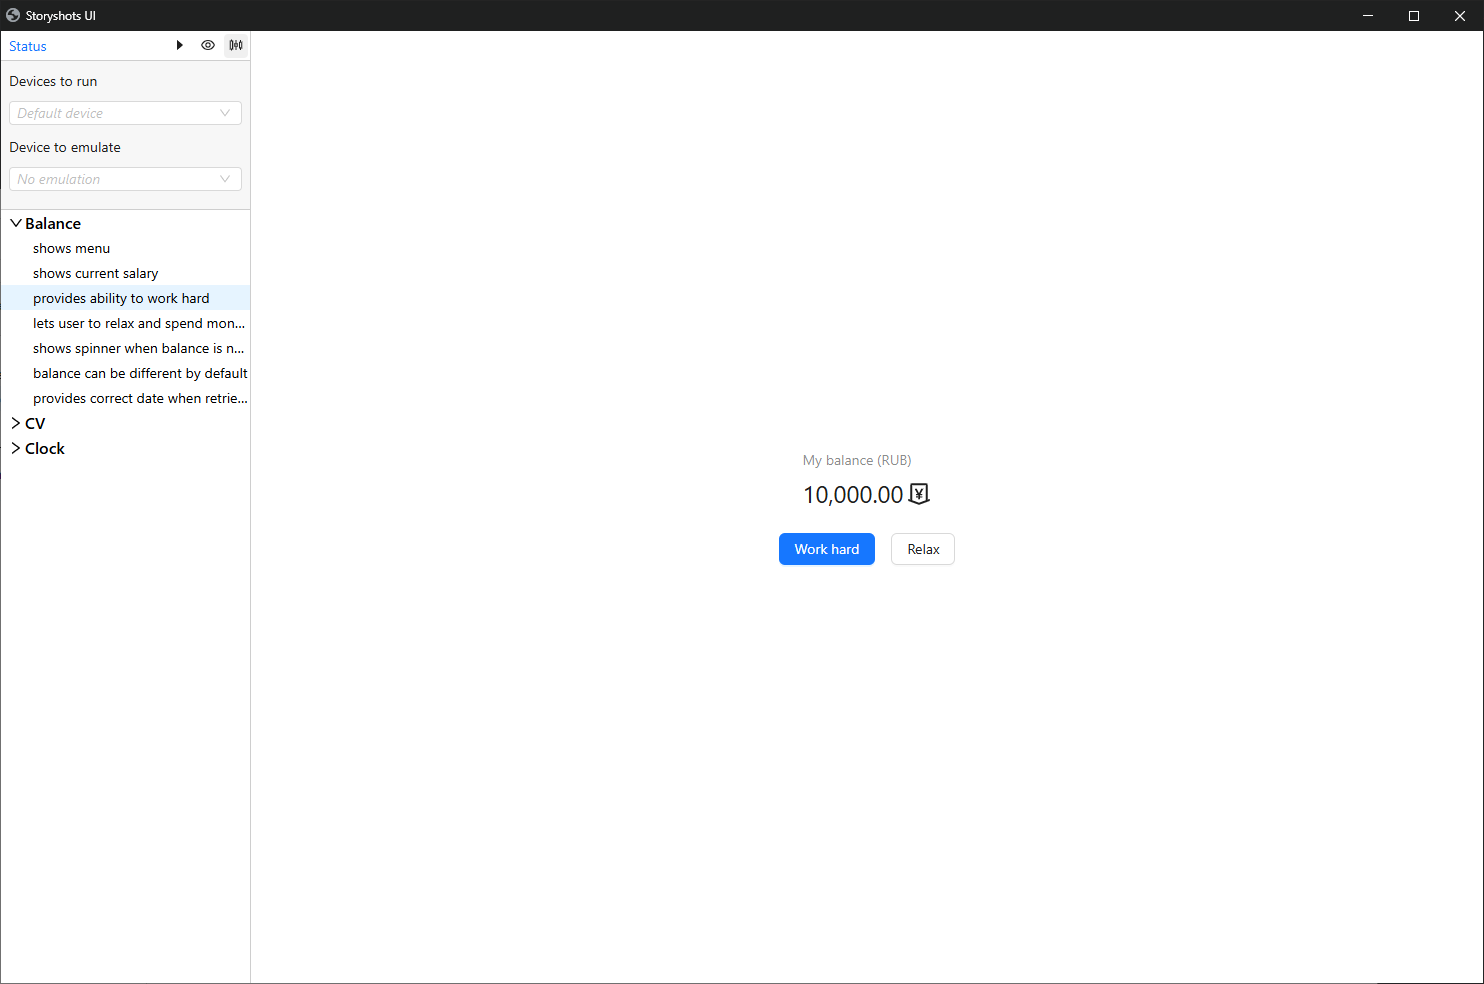 Storyshots UI
Status
Devices to run
Default device
Device to emulate
No emulation
Balance
shows menu
shows current salary
provides ability to work hard
lets user to relax and spend mon...
shows spinner when balance is n...
balance can be different by default
provides correct date when retrie...
CV
Clock
My balance (RUB)
10,000.00 ¥
Work hard
Relax